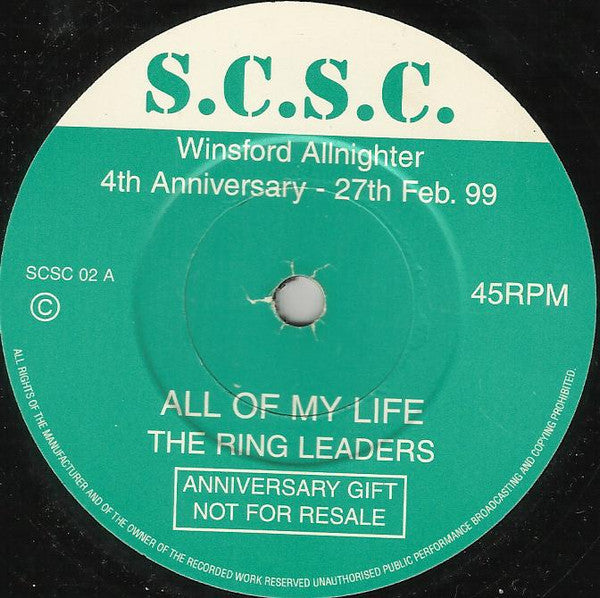 S.C.S.C.
Winsford Allnighter
4th Anniversary - 27th Feb. 99
SCSC 02 A
©
45RPM
ALL OF MY LIFE
THE RING LEADERS
ANNIVERSARY GIFT
NOT FOR RESALE
ALL RIGHTS OF THE MANUFACTURER AND OF THE OWNER OF THE RECORDED WORK RESERVED UNAUTHORISED PUBLIC PERFORMANCE BROADCASTING AND COPYING PROHIBITED.